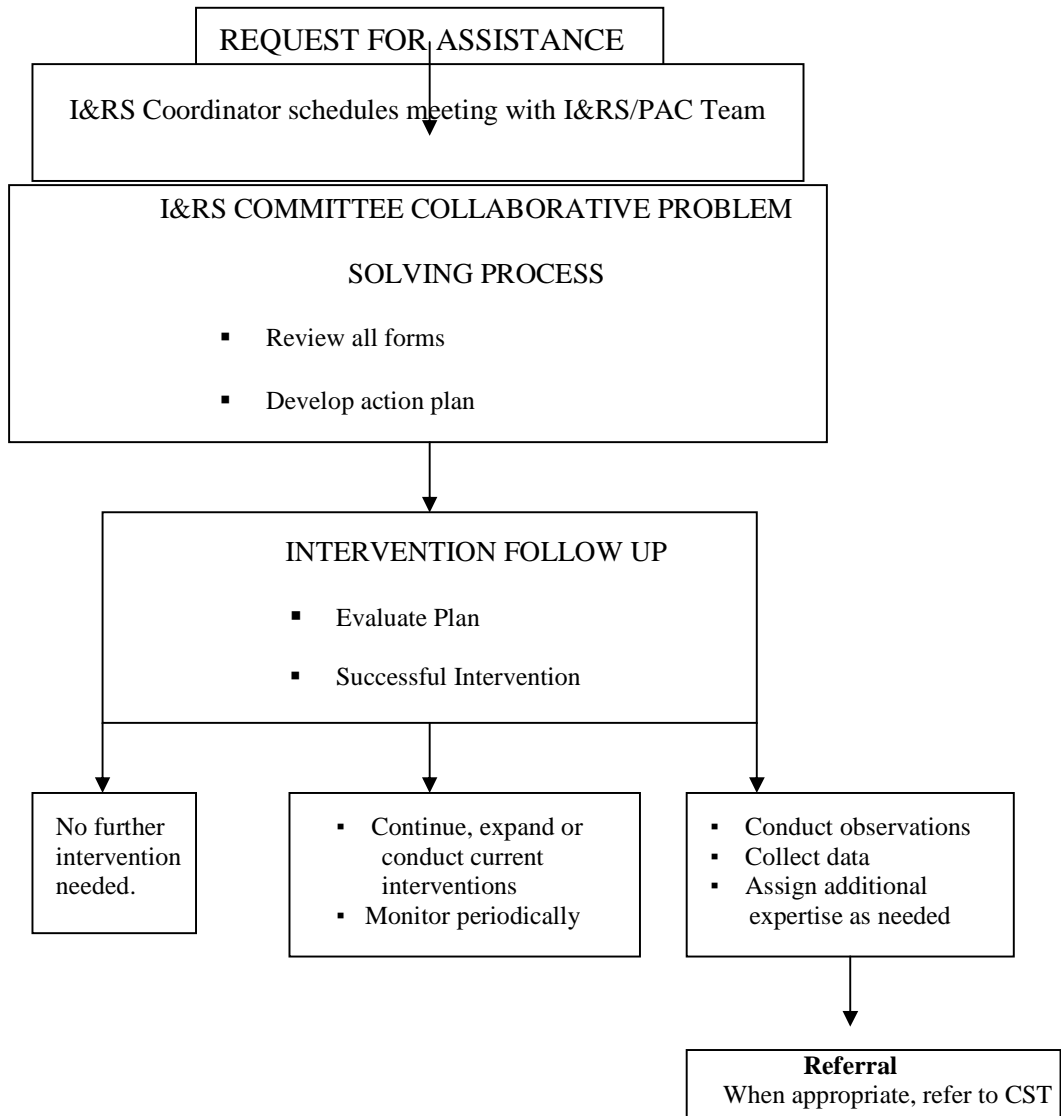 REQUEST FOR ASSISTANCE
I&RS Coordinator schedules meeting with I&RS/PAC Team
I&RS COMMITTEE COLLABORATIVE PROBLEM
SOLVING PROCESS
▪ Review all forms
▪ Develop action plan
INTERVENTION FOLLOW UP
▪ Evaluate Plan
▪ Successful Intervention
No further
intervention
needed.
▪ Continue, expand or
conduct current
interventions
▪ Monitor periodically
▪ Conduct observations
▪ Collect data
▪ Assign additional
expertise as needed
Referral
When appropriate, refer to CST